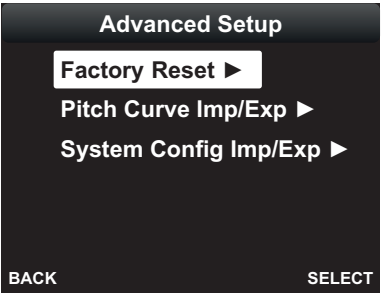 Advanced Setup
Factory Reset ►
Pitch Curve Imp/Exp ►
System Config Imp/Exp ►
BACK SELECT